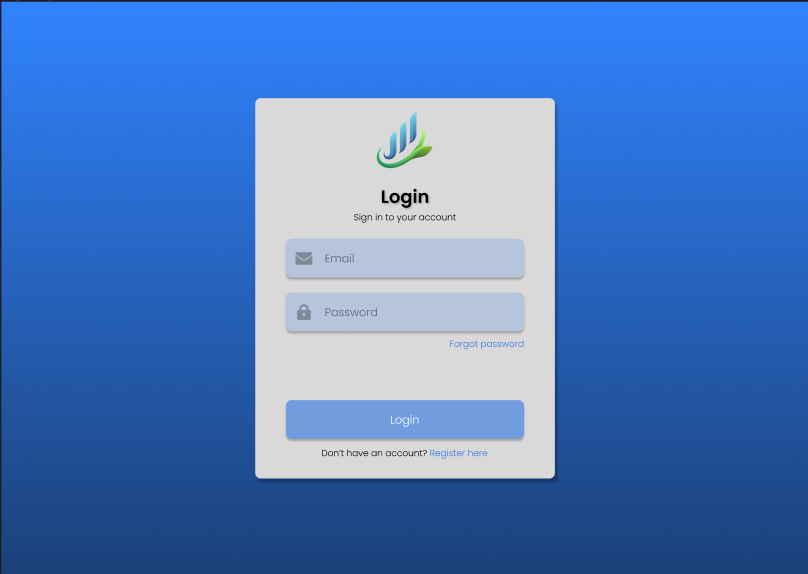 Login
Sign in to your account
Email
Password
Forgot password
Login
Don't have an account? Register here